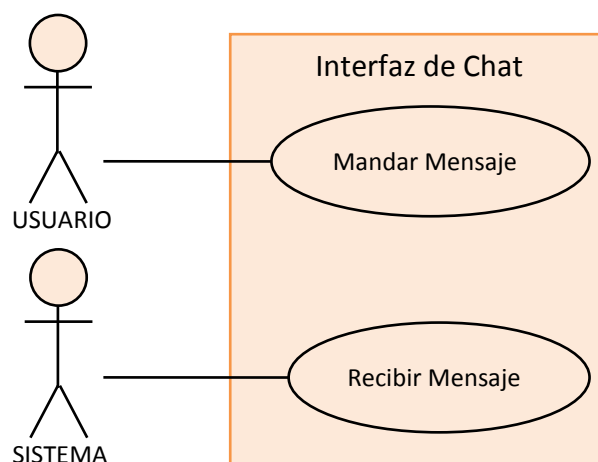 Interfaz de Chat
Mandar Mensaje
USUARIO
Recibir Mensaje
SISTEMA